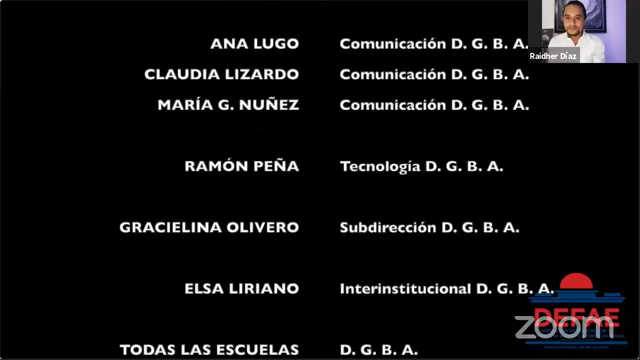 Raidher Díaz
ANA LUGO Comunicación D. G. B. A.
CLAUDIA LIZARDO Comunicación D. G. B. A.
MARÍA G. NUÑEZ Comunicación D. G. B. A.
RAMÓN PEÑA Tecnología D. G. B. A.
GRACIELINA OLIVERO Subdirección D. G. B. A.
ELSA LIRIANO Interinstitucional D. G. B. A.
DEFAE
zoom
TODAS LAS ESCUELAS D. G. B. A.